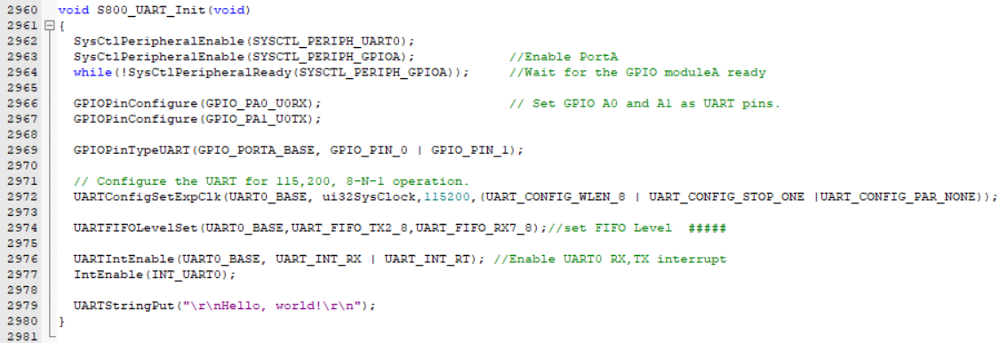 2960 void S800_UART_Init(void)
2961 {
2962 SysCtlPeripheralEnable(SYSCTL_PERIPH_UART0);
2963 SysCtlPeripheralEnable(SYSCTL_PERIPH_GPIOA); //Enable PortA
2964 while(!SysCtlPeripheralReady(SYSCTL_PERIPH_GPIOA)); //Wait for the GPIO moduleA ready
2965
2966 GPIOPinConfigure(GPIO_PA0_U0RX); // Set GPIO A0 and A1 as UART pins.
2967 GPIOPinConfigure(GPIO_PA1_U0TX);
2968
2969 GPIOPinTypeUART(GPIO_PORTA_BASE, GPIO_PIN_0 | GPIO_PIN_1);
2970
2971 // Configure the UART for 115,200, 8-N-1 operation.
2972 UARTConfigSetExpClk(UART0_BASE, ui32SysClock,115200,(UART_CONFIG_WLEN_8 | UART_CONFIG_STOP_ONE |UART_CONFIG_PAR_NONE));
2973
2974 UARTFIFOLevelSet(UART0_BASE,UART_FIFO_TX2_8,UART_FIFO_RX7_8);//set FIFO Level #####
2975
2976 UARTIntEnable(UART0_BASE, UART_INT_RX | UART_INT_RT); //Enable UART0 RX,TX interrupt
2977 IntEnable(INT_UART0);
2978
2979 UARTStringPut("\r\nHello, world!\r\n");
2980 }
2981